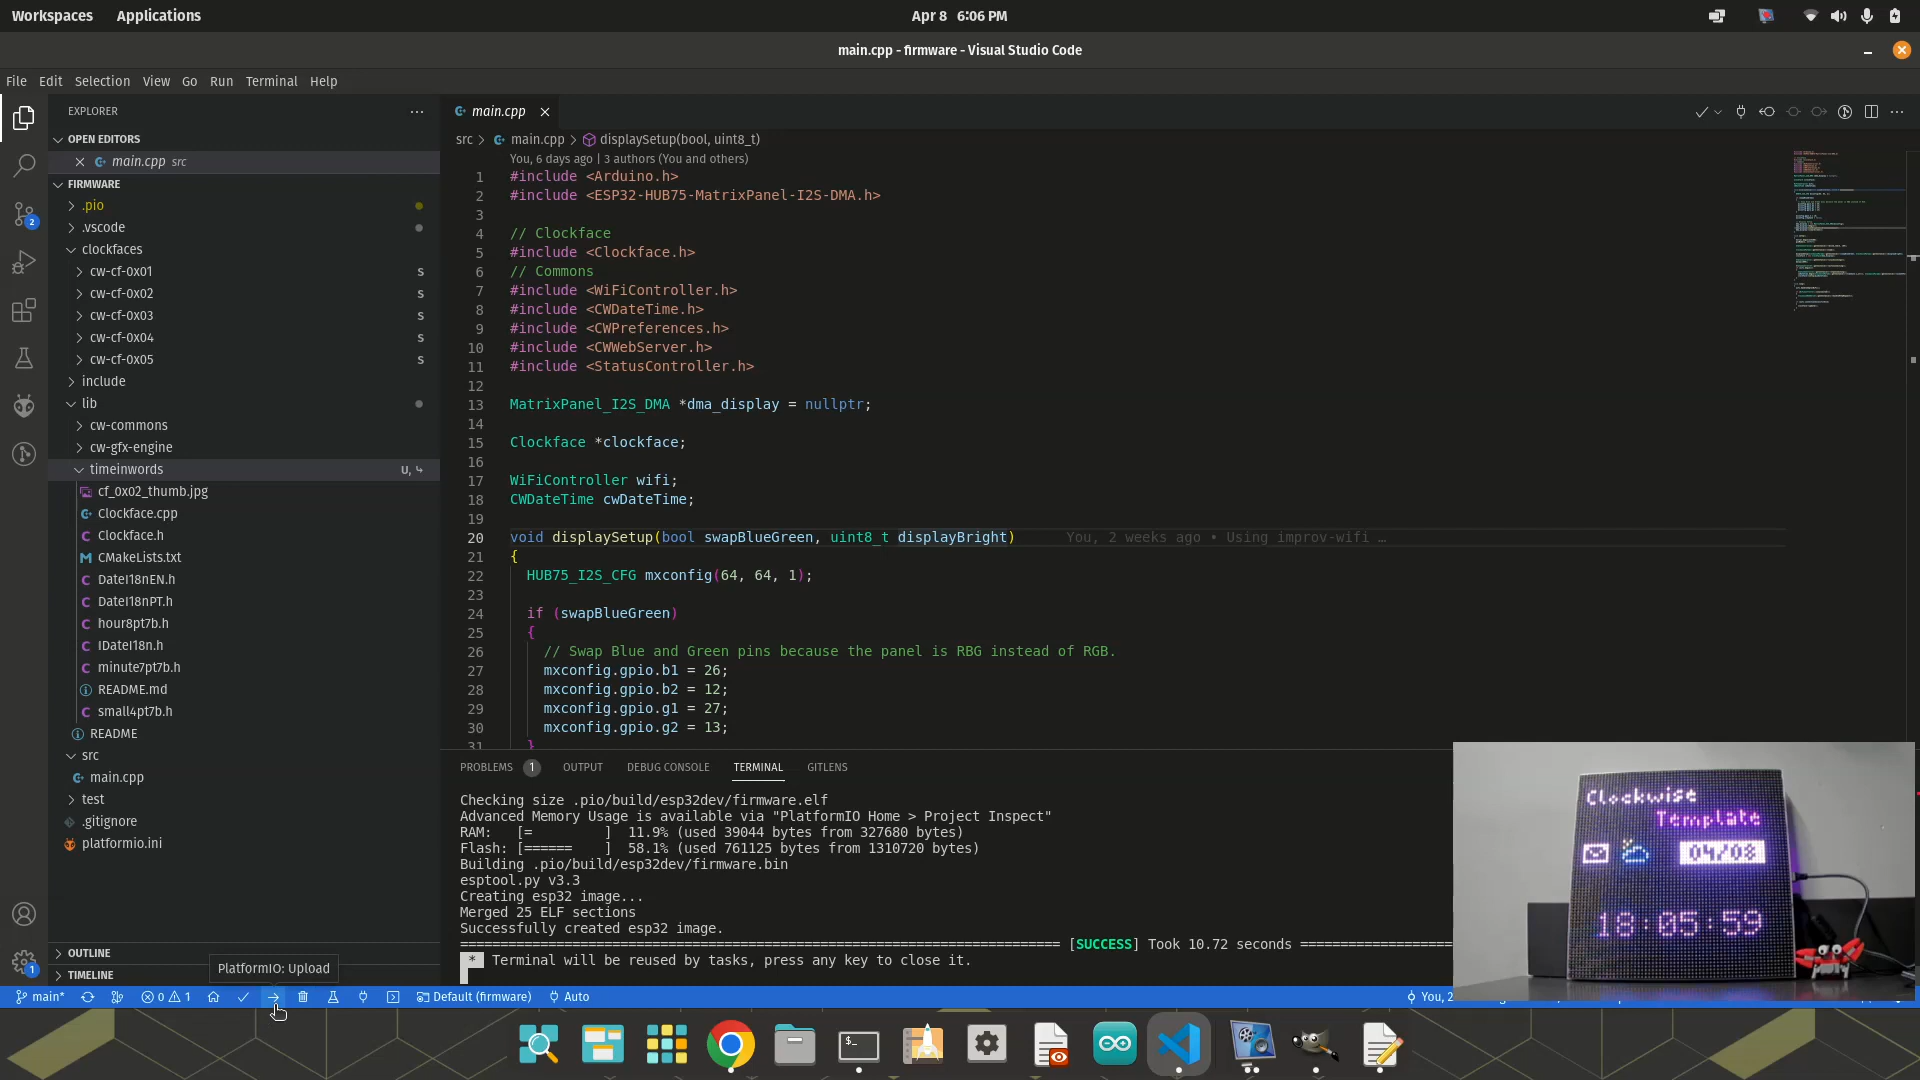 Workspaces Applications Apr 8 6:06 PM
main.cpp - firmware - Visual Studio Code
File Edit Selection View Go Run Terminal Help
EXPLORER
OPEN EDITORS
main.cpp src
FIRMWARE
.pio
.vscode
clockfaces
cw-cf-0x01 S
cw-cf-0x02 S
cw-cf-0x03 S
cw-cf-0x04 S
cw-cf-0x05 S
include
lib
cw-commons
cw-gfx-engine
timeinwords U,
cf_0x02_thumb.jpg
Clockface.cpp
Clockface.h
CMakeLists.txt
DateI18nEN.h
DateI18nPT.h
hour8pt7b.h
IDateI18n.h
minute7pt7b.h
README.md
small4pt7b.h
README
src
main.cpp
test
.gitignore
platformio.ini
OUTLINE
TIMELINE
2
1
main.cpp
src > main.cpp > displaySetup(bool, uint8_t)
You, 6 days ago | 3 authors (You and others)
1 #include <Arduino.h>
2 #include <ESP32-HUB75-MatrixPanel-I2S-DMA.h>
3
4 // Clockface
5 #include <Clockface.h>
6 // Commons
7 #include <WiFiController.h>
8 #include <CWDateTime.h>
9 #include <CWPreferences.h>
10 #include <CWWebServer.h>
11 #include <StatusController.h>
12
13 MatrixPanel_I2S_DMA *dma_display = nullptr;
14
15 Clockface *clockface;
16
17 WiFiController wifi;
18 CWDateTime cwDateTime;
19
20 void displaySetup(bool swapBlueGreen, uint8_t displayBright) You, 2 weeks ago • Using improv-wifi …
21 {
22 HUB75_I2S_CFG mxconfig(64, 64, 1);
23
24 if (swapBlueGreen)
25 {
26 // Swap Blue and Green pins because the panel is RBG instead of RGB.
27 mxconfig.gpio.b1 = 26;
28 mxconfig.gpio.b2 = 12;
29 mxconfig.gpio.g1 = 27;
30 mxconfig.gpio.g2 = 13;
31 }
PROBLEMS 1 OUTPUT DEBUG CONSOLE TERMINAL GITLENS
Checking size .pio/build/esp32dev/firmware.elf
Advanced Memory Usage is available via "PlatformIO Home > Project Inspect"
RAM: [= ] 11.9% (used 39044 bytes from 327680 bytes)
Flash: [====== ] 58.1% (used 761125 bytes from 1310720 bytes)
Building .pio/build/esp32dev/firmware.bin
esptool.py v3.3
Creating esp32 image...
Merged 25 ELF sections
Successfully created esp32 image.
[SUCCESS] Took 10.72 seconds
* Terminal will be reused by tasks, press any key to close it.
Clockwise
Template
04/08
18:05:59
PlatformIO: Upload
main* 0 1 Default (firmware) Auto You, 2